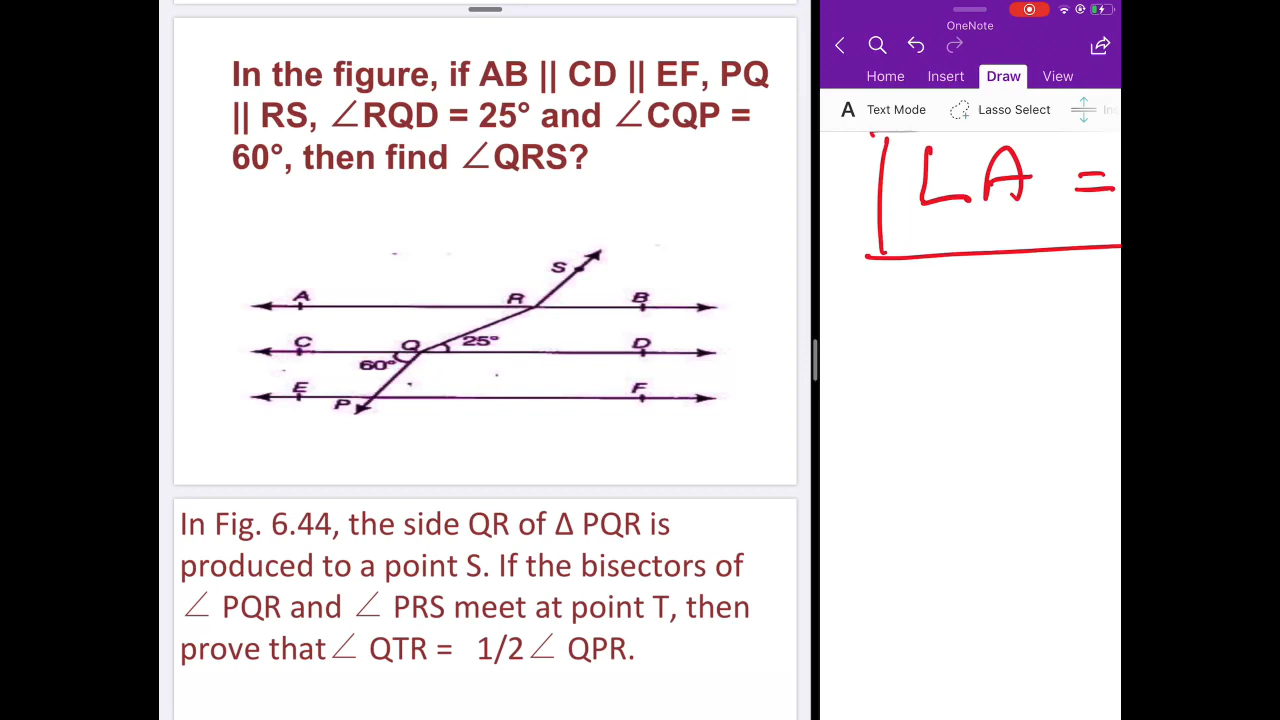 In the figure, if AB || CD || EF, PQ
|| RS, ∠RQD = 25° and ∠CQP =
60°, then find ∠QRS?
S
A R B
C Q 25° D
60°
E P F
In Fig. 6.44, the side QR of Δ PQR is
produced to a point S. If the bisectors of
∠ PQR and ∠ PRS meet at point T, then
prove that ∠ QTR = 1/2 ∠ QPR.
OneNote
Home Insert Draw View
A Text Mode Lasso Select
∠A =